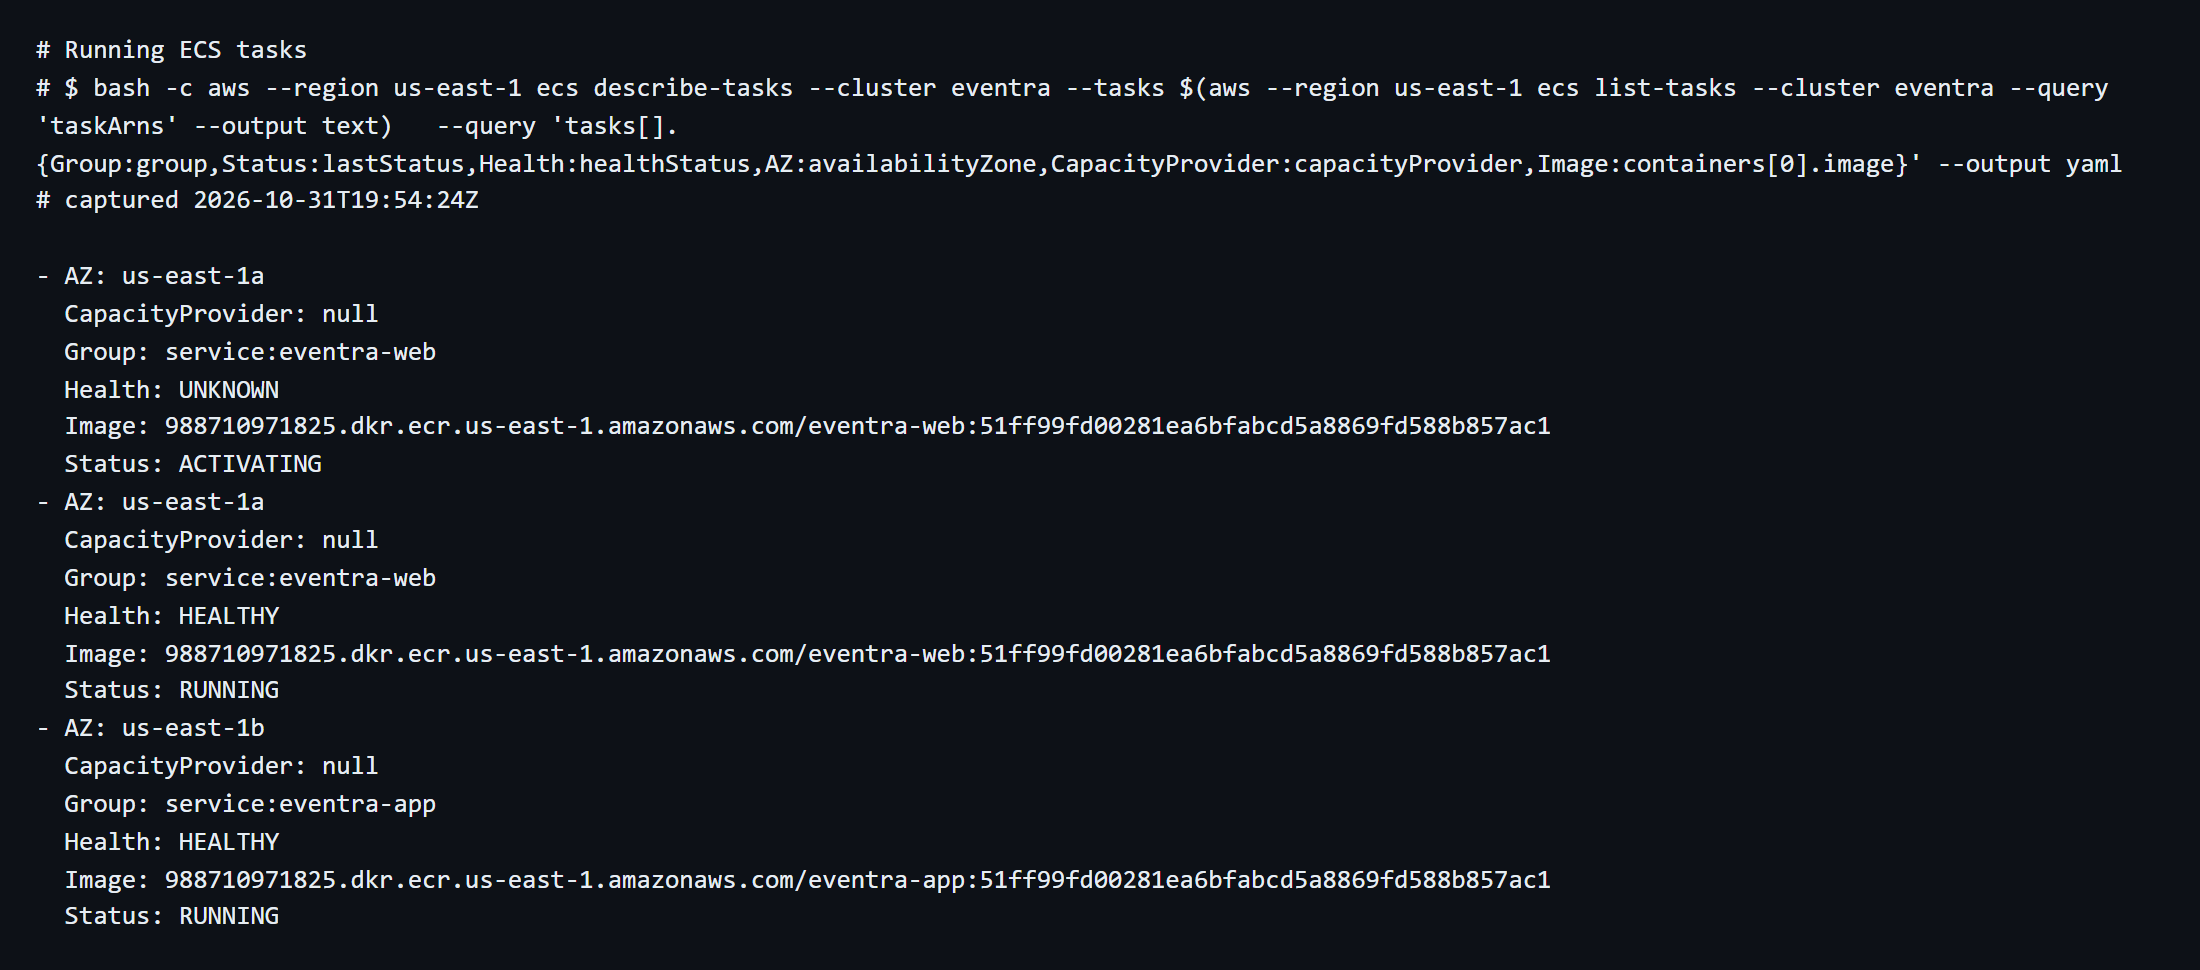 # Running ECS tasks
# $ bash -c aws --region us-east-1 ecs describe-tasks --cluster eventra --tasks $(aws --region us-east-1 ecs list-tasks --cluster eventra --query
'taskArns' --output text)   --query 'tasks[].
{Group:group,Status:lastStatus,Health:healthStatus,AZ:availabilityZone,CapacityProvider:capacityProvider,Image:containers[0].image}' --output yaml
# captured 2026-10-31T19:54:24Z

- AZ: us-east-1a
  CapacityProvider: null
  Group: service:eventra-web
  Health: UNKNOWN
  Image: 988710971825.dkr.ecr.us-east-1.amazonaws.com/eventra-web:51ff99fd00281ea6bfabcd5a8869fd588b857ac1
  Status: ACTIVATING
- AZ: us-east-1a
  CapacityProvider: null
  Group: service:eventra-web
  Health: HEALTHY
  Image: 988710971825.dkr.ecr.us-east-1.amazonaws.com/eventra-web:51ff99fd00281ea6bfabcd5a8869fd588b857ac1
  Status: RUNNING
- AZ: us-east-1b
  CapacityProvider: null
  Group: service:eventra-app
  Health: HEALTHY
  Image: 988710971825.dkr.ecr.us-east-1.amazonaws.com/eventra-app:51ff99fd00281ea6bfabcd5a8869fd588b857ac1
  Status: RUNNING